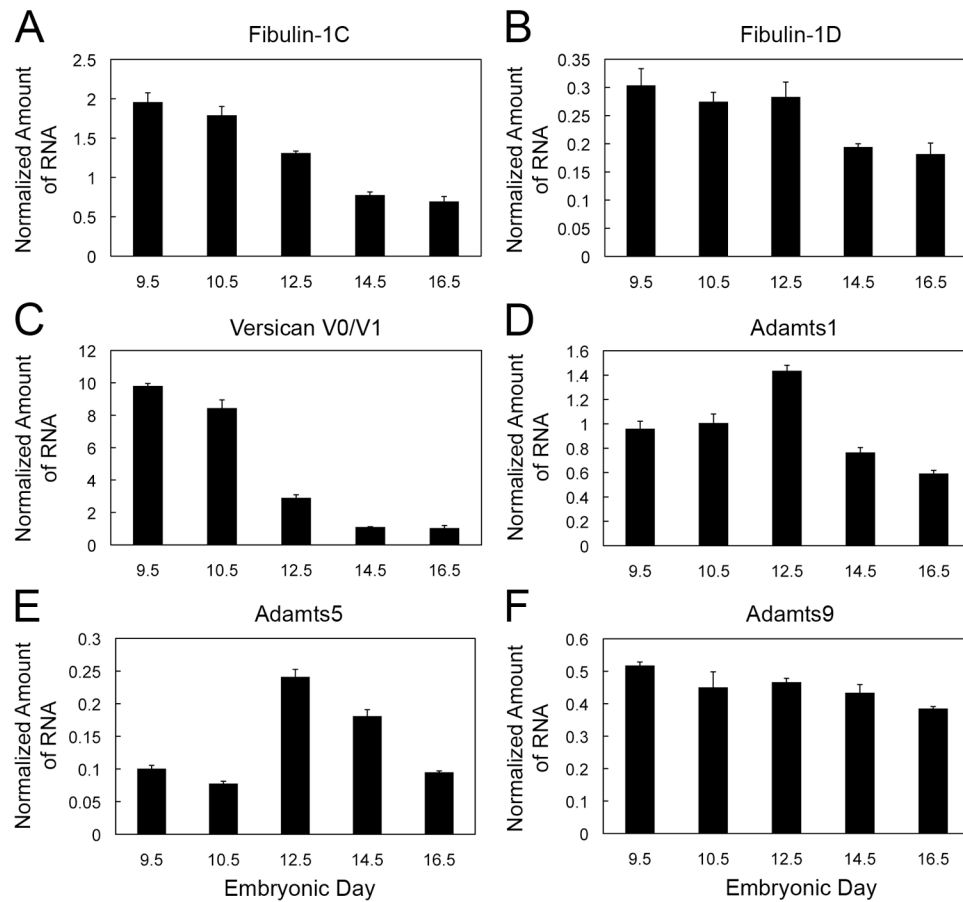 A
Fibulin-1C
Normalized Amount
of RNA
2.5
2
1.5
1
0.5
0
9.5 10.5 12.5 14.5 16.5
B
Fibulin-1D
Normalized Amount
of RNA
0.35
0.3
0.25
0.2
0.15
0.1
0.05
0
9.5 10.5 12.5 14.5 16.5
C
Versican V0/V1
Normalized Amount
of RNA
12
10
8
6
4
2
0
9.5 10.5 12.5 14.5 16.5
D
Adamts1
Normalized Amount
of RNA
1.6
1.4
1.2
1
0.8
0.6
0.4
0.2
0
9.5 10.5 12.5 14.5 16.5
E
Adamts5
Normalized Amount
of RNA
0.3
0.25
0.2
0.15
0.1
0.05
0
9.5 10.5 12.5 14.5 16.5
Embryonic Day
F
Adamts9
Normalized Amount
of RNA
0.6
0.5
0.4
0.3
0.2
0.1
0
9.5 10.5 12.5 14.5 16.5
Embryonic Day